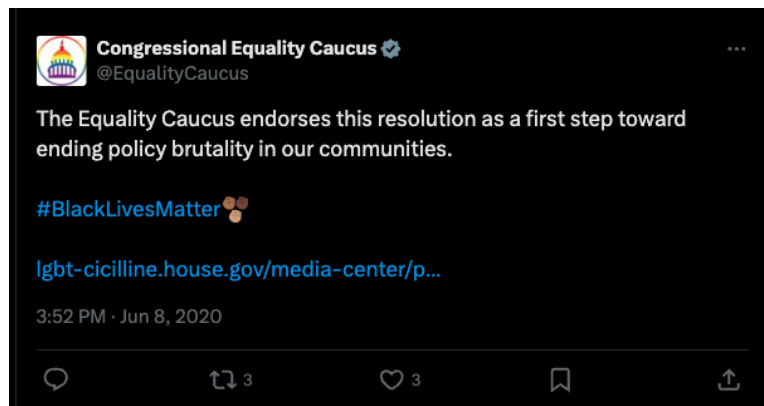 Congressional Equality Caucus
@EqualityCaucus
The Equality Caucus endorses this resolution as a first step toward
ending policy brutality in our communities.
#BlackLivesMatter
lgbt-cicilline.house.gov/media-center/p...
3:52 PM · Jun 8, 2020
3 3